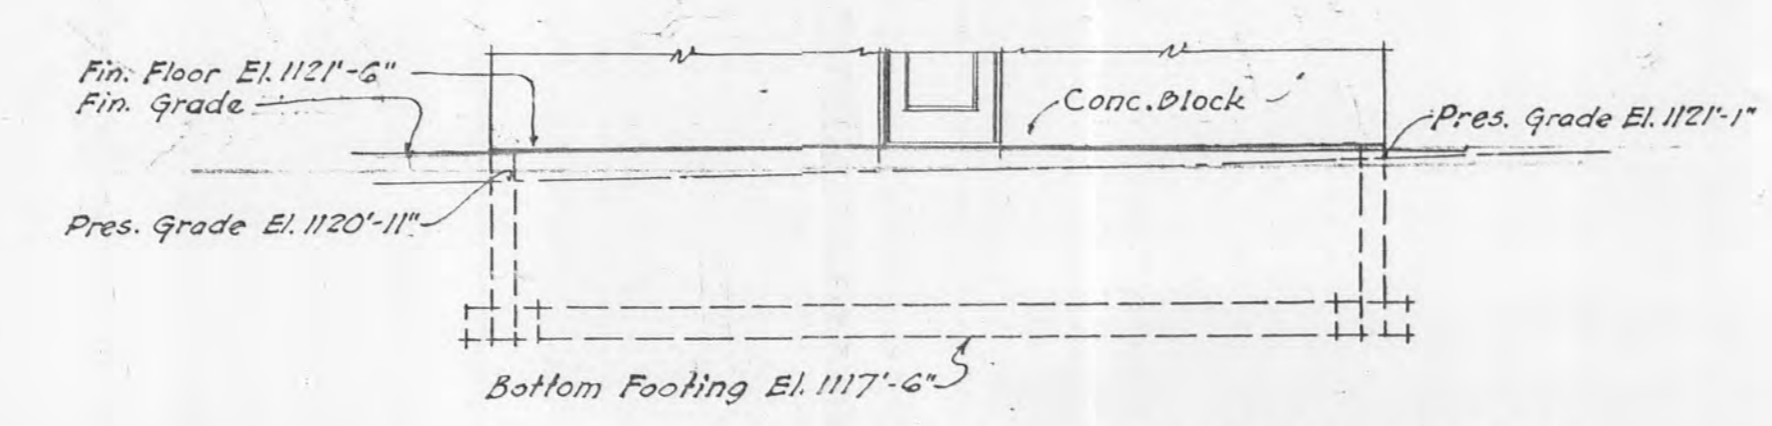 Fin. Floor El. 1121'-6"
Fin. Grade
Conc. Block
Pres. Grade El. 1121'-1"
Pres. Grade El. 1120'-11"
Bottom Footing El. 1117'-6"